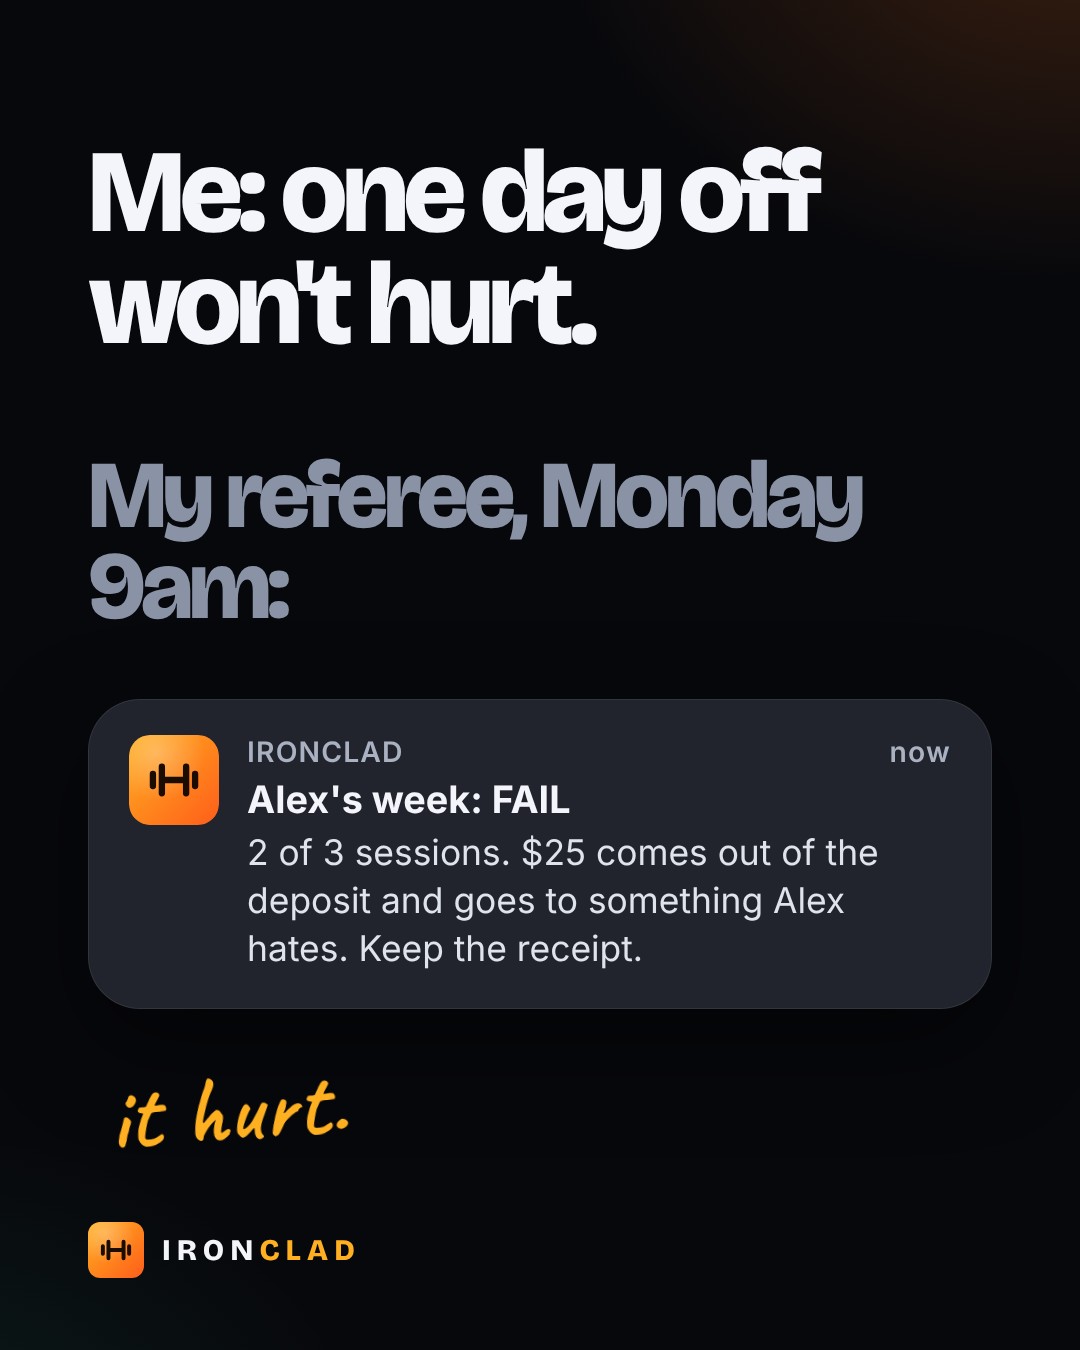 Me: one day off
won't hurt.
My referee, Monday
9am:
IRONCLAD now
Alex's week: FAIL
2 of 3 sessions. $25 comes out of the
deposit and goes to something Alex
hates. Keep the receipt.
it hurt.
IRONCLAD